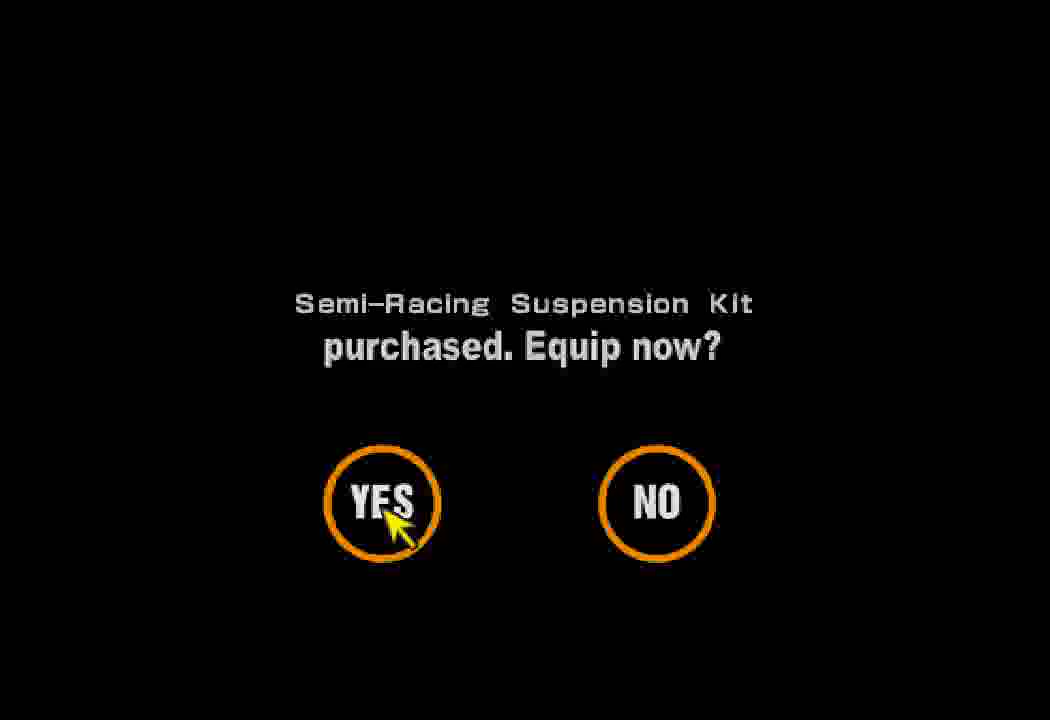 Semi-Racing Suspension Kit
purchased. Equip now?
YES NO